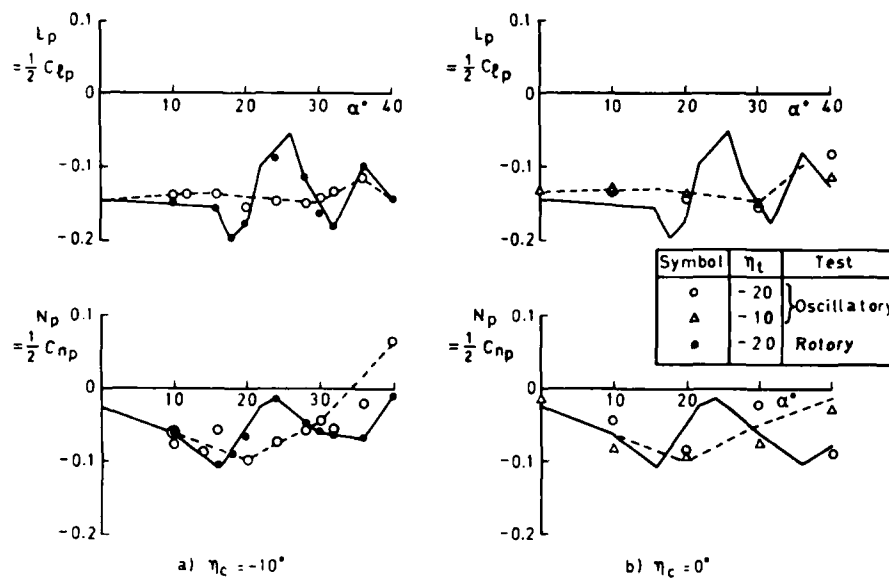 0.1
Lp
= 1/2 Cℓp
0
10 20 30 40
α°
-0.1
-0.2
0.1
Np
= 1/2 Cnp
0
10 20 30 40
α°
-0.1
-0.2
a) ηc = -10°
0.1
Lp
= 1/2 Cℓp
0
10 20 30 40
α°
-0.1
-0.2
Symbol ηt Test
○ -20 } Oscillatory
△ -10
● -20 Rotory
0.1
Np
= 1/2 Cnp
0
10 20 30 40
α°
-0.1
-0.2
b) ηc = 0°